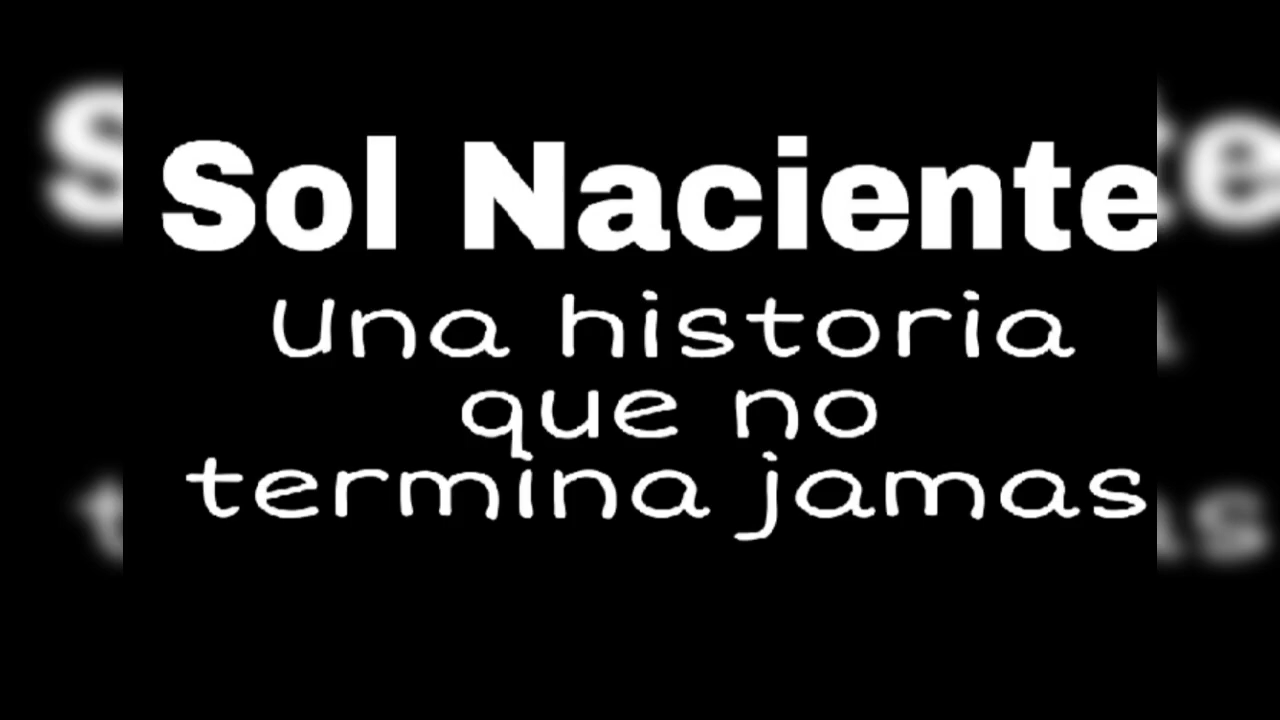 Sol Naciente
Una historia
que no
termina jamas